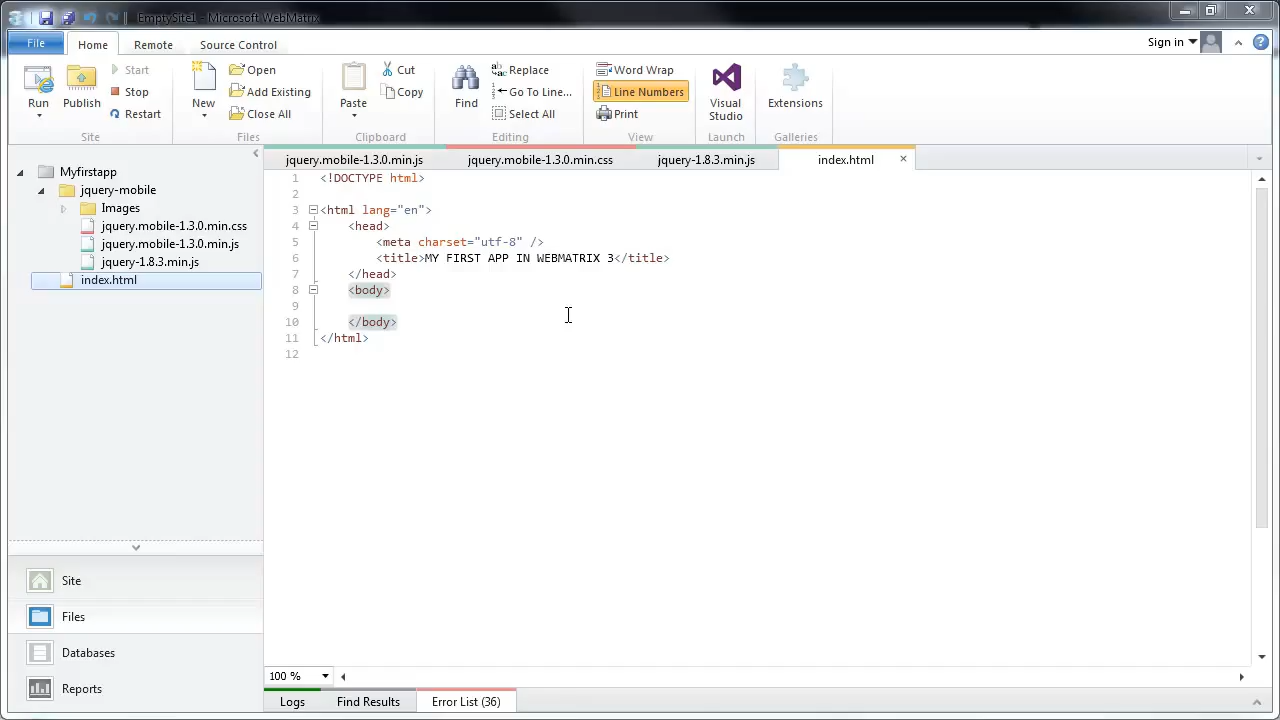 EmptySite1 - Microsoft WebMatrix
File
Home
Remote
Source Control
Sign in
Run
Publish
Start
Stop
Restart
Site
New
Open
Add Existing
Close All
Files
Paste
Cut
Copy
Clipboard
Find
Replace
Go To Line...
Select All
Editing
Word Wrap
Line Numbers
Print
View
Visual
Studio
Launch
Extensions
Galleries
Myfirstapp
jquery-mobile
Images
jquery.mobile-1.3.0.min.css
jquery.mobile-1.3.0.min.js
jquery-1.8.3.min.js
index.html
Site
Files
Databases
Reports
jquery.mobile-1.3.0.min.js
jquery.mobile-1.3.0.min.css
jquery-1.8.3.min.js
index.html
1 <!DOCTYPE html>
2
3 <html lang="en">
4 <head>
5 <meta charset="utf-8" />
6 <title>MY FIRST APP IN WEBMATRIX 3</title>
7 </head>
8 <body>
9
10 </body>
11 </html>
12
100 %
Logs
Find Results
Error List (36)